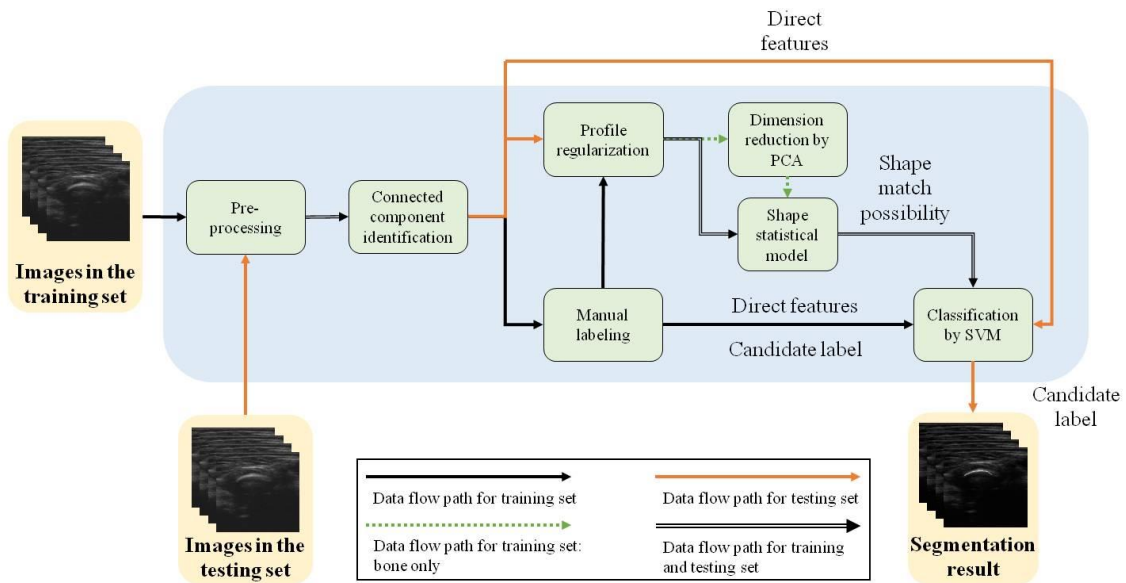 Direct
features
Profile
regularization
Dimension
reduction by
PCA
Shape
match
possibility
Pre-
processing
Connected
component
identification
Shape
statistical
model
Images in the
training set
Manual
labeling
Direct features
Candidate label
Classification
by SVM
Candidate
label
Images in the
testing set
Data flow path for training set
Data flow path for testing set
Data flow path for training set:
bone only
Data flow path for training
and testing set
Segmentation
result